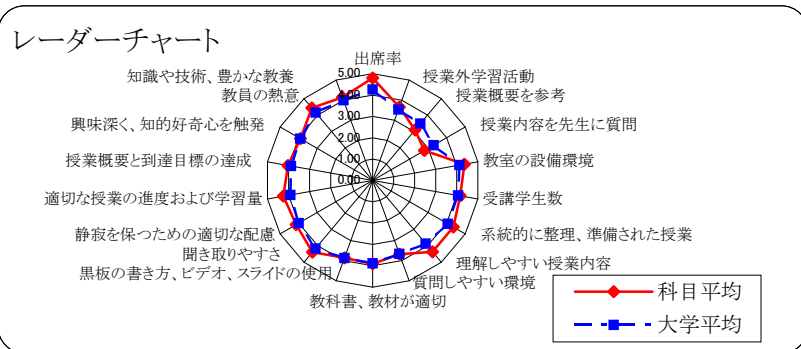 レーダーチャート
出席率
授業外学習活動
授業概要を参考
授業内容を先生に質問
教室の設備環境
受講学生数
系統的に整理、準備された授業
理解しやすい授業内容
質問しやすい環境
教科書、教材が適切
黒板の書き方、ビデオ、スライドの使用
聞き取りやすさ
静寂を保つための適切な配慮
適切な授業の進度および学習量
授業概要と到達目標の達成
興味深く、知的好奇心を触発
教員の熱意
知識や技術、豊かな教養
5.00
4.00
3.00
2.00
1.00
0.00
科目平均
大学平均